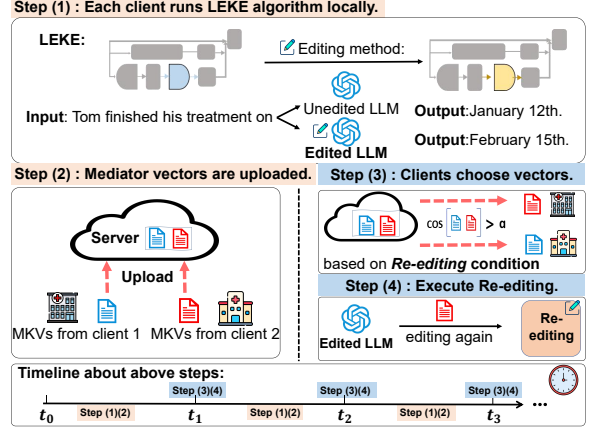 Step (1) : Each client runs LEKE algorithm locally.
LEKE:
Editing method:
Input: Tom finished his treatment on
Unedited LLM
Edited LLM
Output:January 12th.
Output:February 15th.
Step (2) : Mediator vectors are uploaded.
Server
Upload
MKVs from client 1
MKVs from client 2
Step (3) : Clients choose vectors.
cos[ ] > α
based on Re-editing condition
Step (4) : Execute Re-editing.
Edited LLM
editing again
Re-
editing
Timeline about above steps:
Step (3)(4)
Step (3)(4)
Step (3)(4)
t0
Step (1)(2)
t1
Step (1)(2)
t2
Step (1)(2)
t3
...